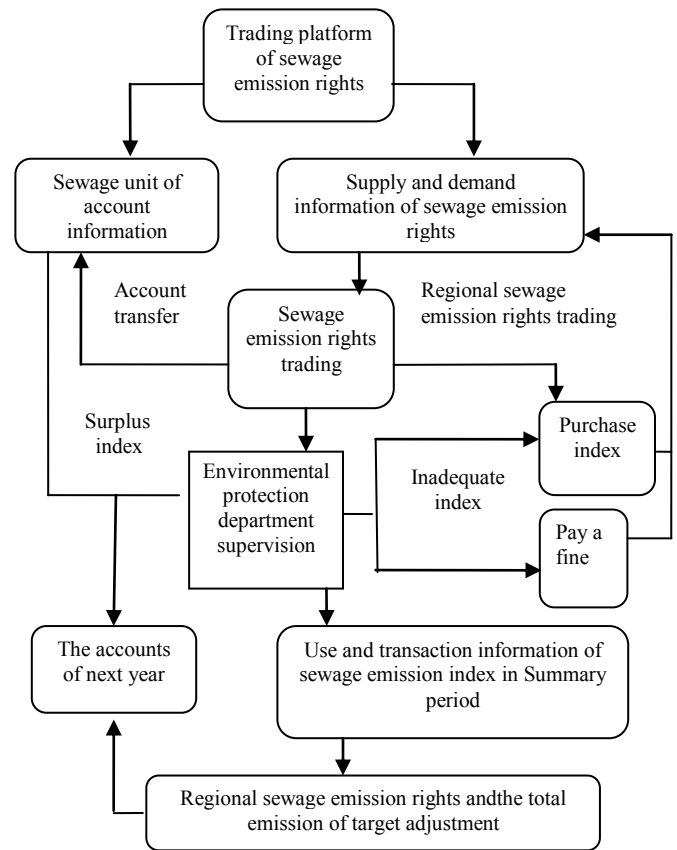 Trading platform
of sewage
emission rights
Sewage unit of
account
information
Supply and demand
information of sewage emission
rights
Account
transfer
Regional sewage
emission rights trading
Sewage
emission rights
trading
Surplus
index
Purchase
index
Environmental
protection
department
supervision
Inadequate
index
Pay a
fine
The accounts
of next year
Use and transaction information of
sewage emission index in Summary
period
Regional sewage emission rights andthe total
emission of target adjustment